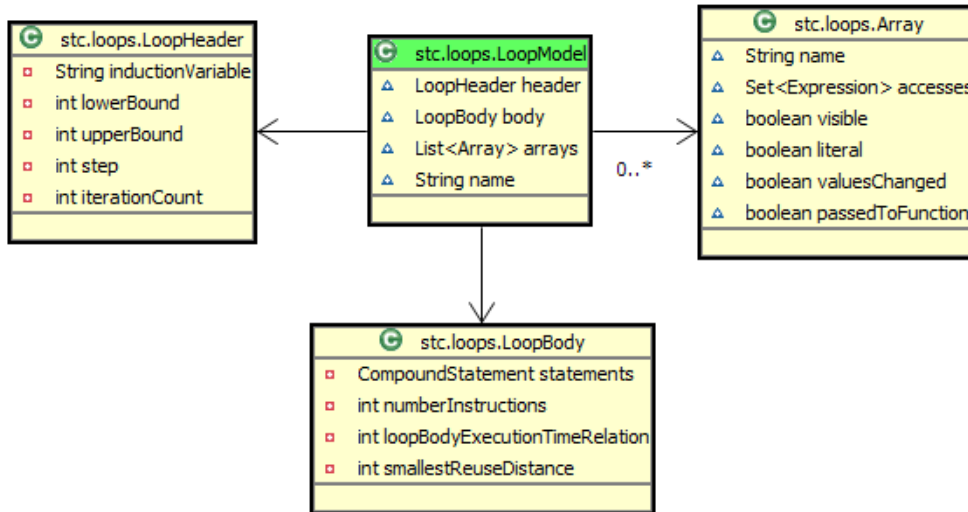 C stc.loops.LoopHeader
String inductionVariable
int lowerBound
int upperBound
int step
int iterationCount
C stc.loops.LoopModel
LoopHeader header
LoopBody body
List<Array> arrays
String name
0..*
C stc.loops.Array
String name
Set<Expression> accesses
boolean visible
boolean literal
boolean valuesChanged
boolean passedToFunction
C stc.loops.LoopBody
CompoundStatement statements
int numberInstructions
int loopBodyExecutionTimeRelation
int smallestReuseDistance